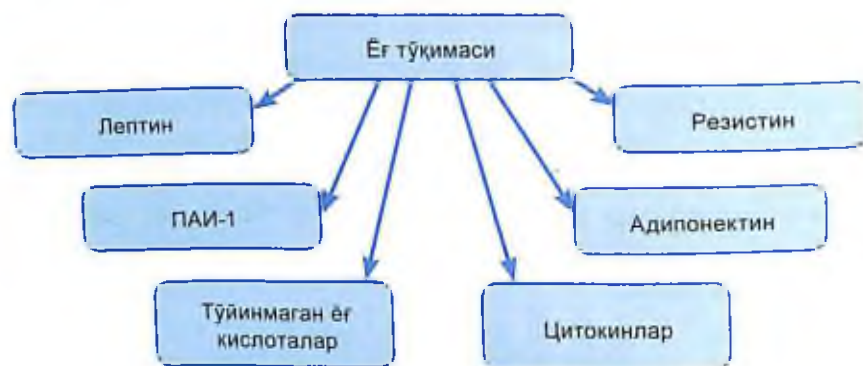 Ёғ тўқимаси
Лептин
Резистин
ПАИ-1
Адипонектин
Тўйинмаган ёғ
кислоталар
Цитокинлар